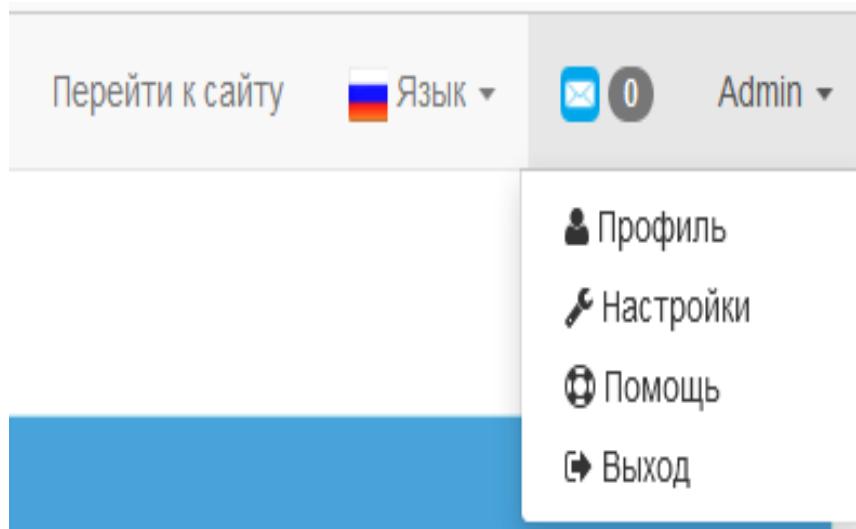 Перейти к сайту Язык 0 Admin
Профиль
Настройки
Помощь
Выход